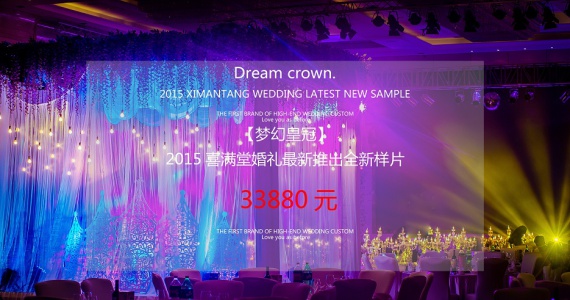 Dream crown.
2015 XIMANTANG WEDDING LATEST NEW SAMPLE
THE FIRST BRAND OF HIGH-END WEDDING CUSTOM
Love you as before
【梦幻皇冠】
2015 喜满堂婚礼最新推出全新样片
33880 元
THE FIRST BRAND OF HIGH-END WEDDING CUSTOM
Love you as before